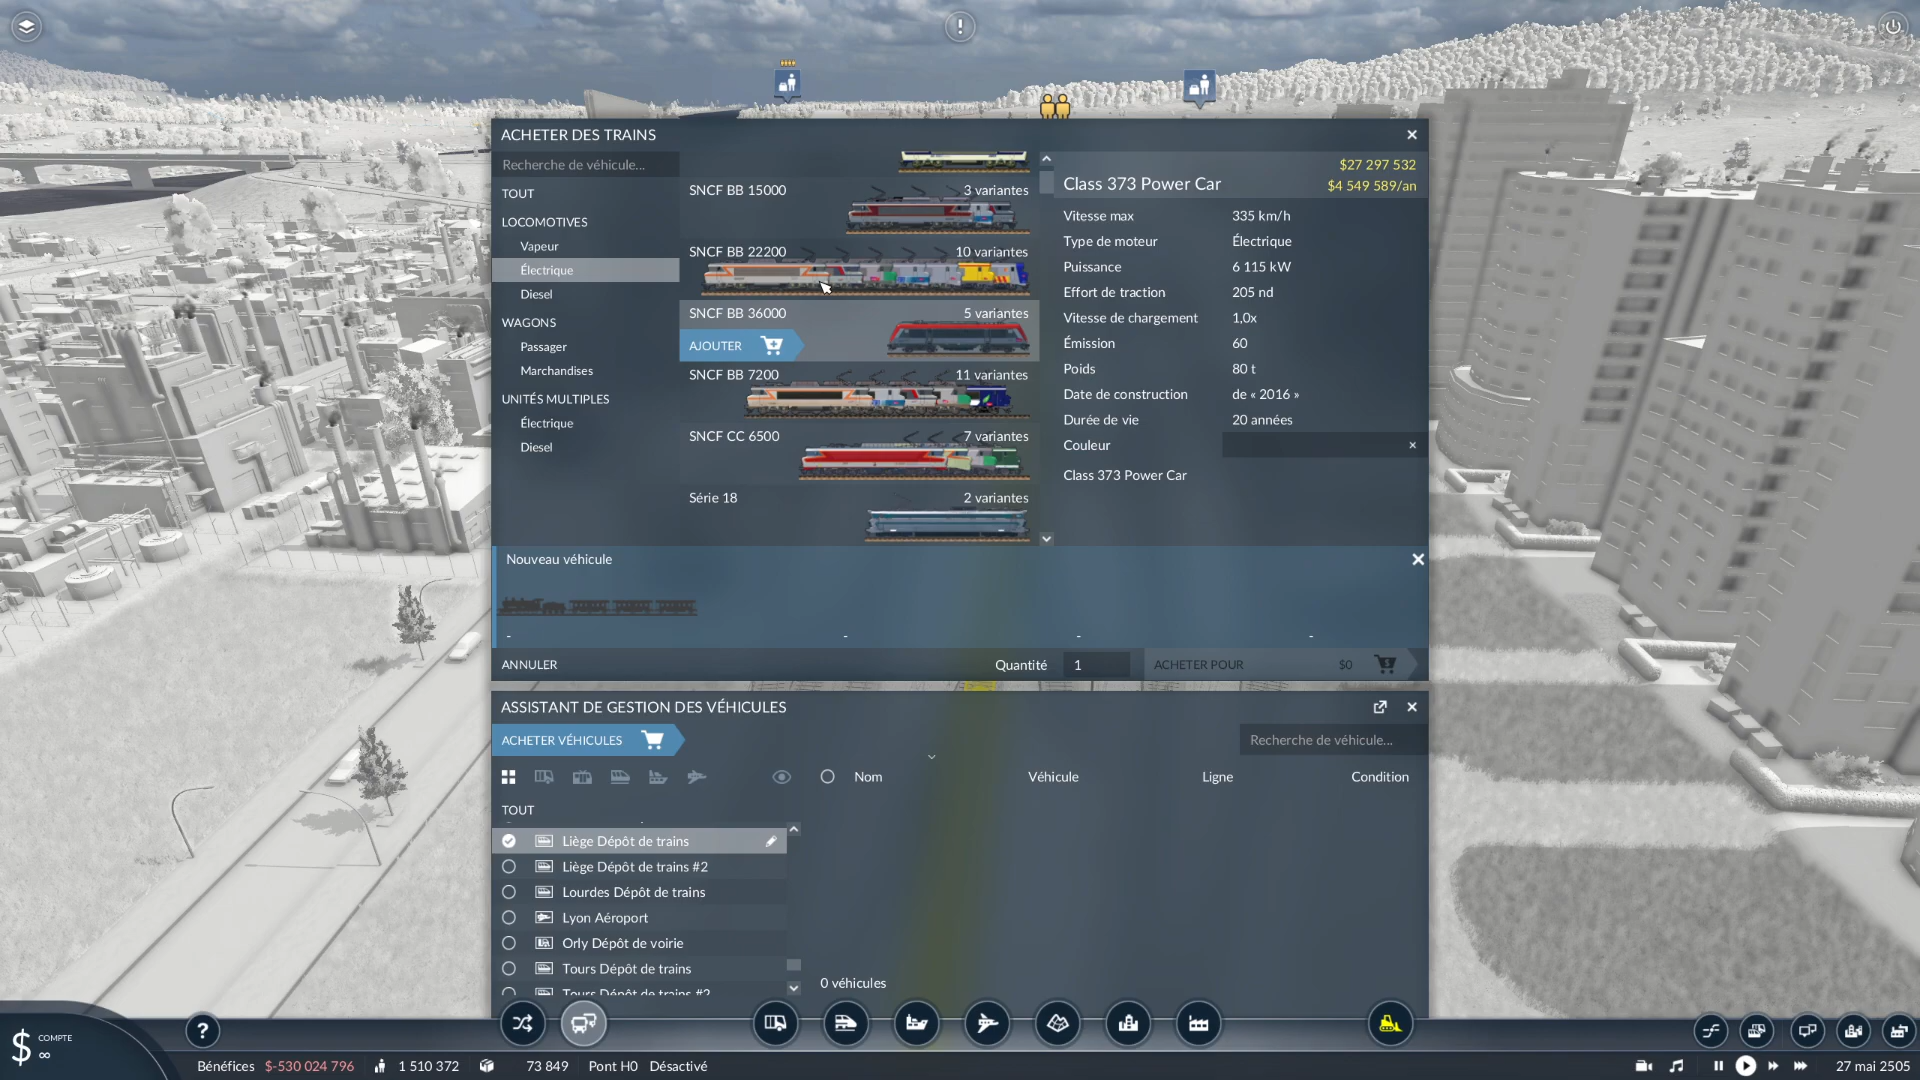 ACHETER DES TRAINS
Recherche de véhicule...
TOUT
LOCOMOTIVES
Vapeur
Électrique
Diesel
WAGONS
Passager
Marchandises
UNITÉS MULTIPLES
Électrique
Diesel
SNCF BB 15000
3 variantes
SNCF BB 22200
10 variantes
SNCF BB 36000
5 variantes
AJOUTER
SNCF BB 7200
11 variantes
SNCF CC 6500
7 variantes
Série 18
2 variantes
$27 297 532
Class 373 Power Car
$4 549 589/an
Vitesse max 335 km/h
Type de moteur Électrique
Puissance 6 115 kW
Effort de traction 205 nd
Vitesse de chargement 1,0x
Émission 60
Poids 80 t
Date de construction de « 2016 »
Durée de vie 20 années
Couleur
Class 373 Power Car
Nouveau véhicule
- - - -
ANNULER
Quantité 1
ACHETER POUR $0
ASSISTANT DE GESTION DES VÉHICULES
ACHETER VÉHICULES
Recherche de véhicule...
Nom Véhicule Ligne Condition
TOUT
Liège Dépôt de trains
Liège Dépôt de trains #2
Lourdes Dépôt de trains
Lyon Aéroport
Orly Dépôt de voirie
Tours Dépôt de trains
Tours Dépôt de trains #2
0 véhicules
?
$ COMPTE
∞
Bénéfices $-530 024 796 1 510 372 73 849 Pont H0 Désactivé
27 mai 2505